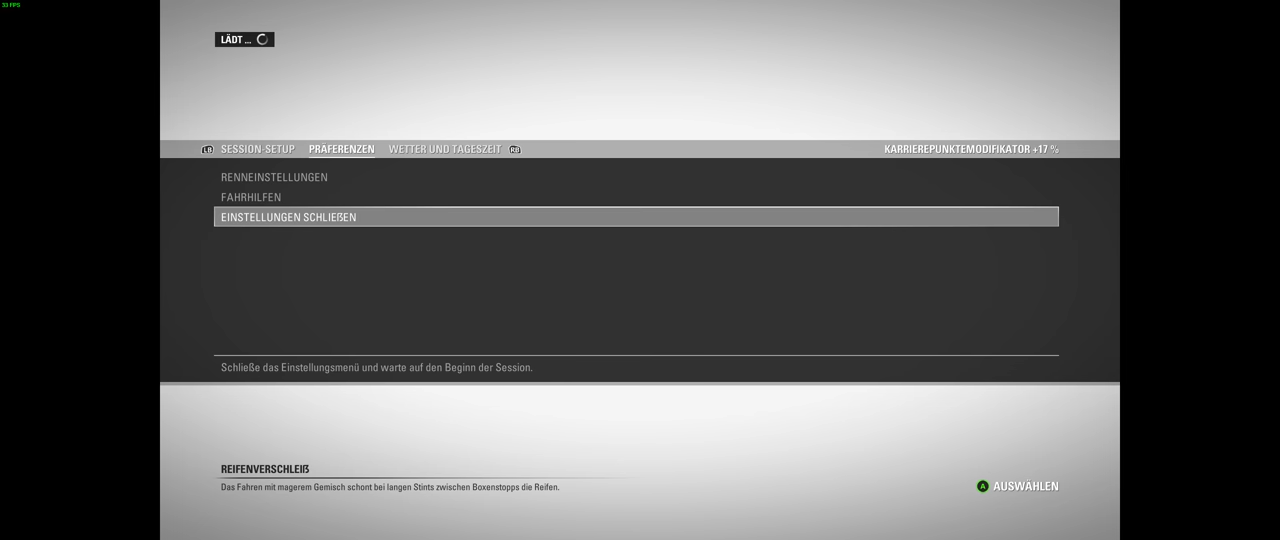 33 FPS
LÄDT ...
LB SESSION-SETUP PRÄFERENZEN WETTER UND TAGESZEIT RB KARRIEREPUNKTEMODIFIKATOR +17 %
RENNEINSTELLUNGEN
FAHRHILFEN
EINSTELLUNGEN SCHLIEßEN
Schließe das Einstellungsmenü und warte auf den Beginn der Session.
REIFENVERSCHLEIß
Das Fahren mit magerem Gemisch schont bei langen Stints zwischen Boxenstopps die Reifen.
A AUSWÄHLEN